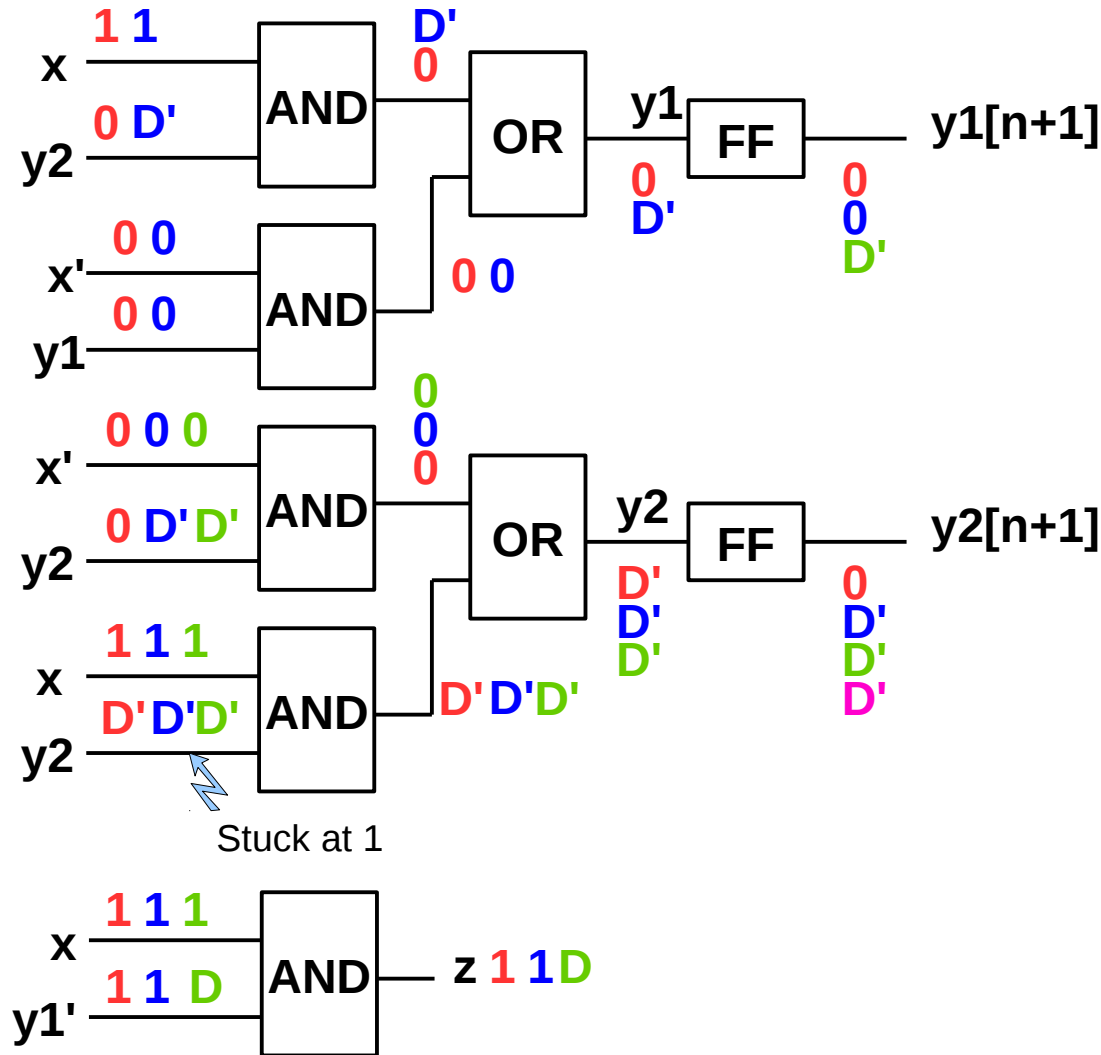 1 1 D'
x 0
AND y1 y1[n+1]
0 D' OR FF
y2 0 0
D' 0
0 0 D'
x' 0 0
0 0 AND
y1
0
0 0 0 0
x' 0
AND y2 y2[n+1]
0 D' D' OR FF
y2 D' 0
D' D'
1 1 1 D' D'
x D' D' D' D'
D' D' D' AND
y2
Stuck at 1
1 1 1
x
AND z 1 1 D
1 1 D
y1'